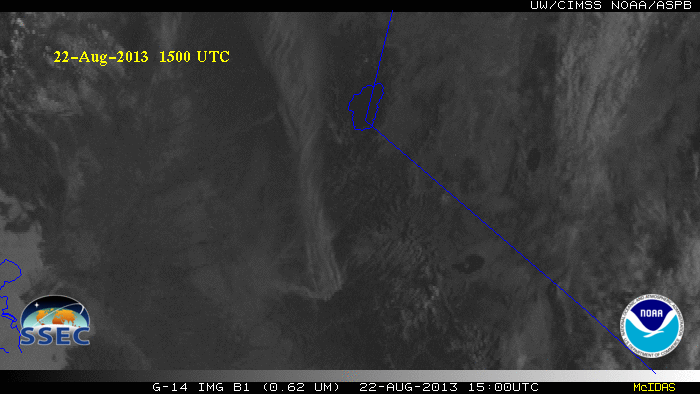 UW/CIMSS NOAA/ASPB
22-Aug-2013 1500 UTC
SSEC
NOAA
G-14 IMG B1 (0.62 UM) 22-AUG-2013 15:00UTC
McIDAS